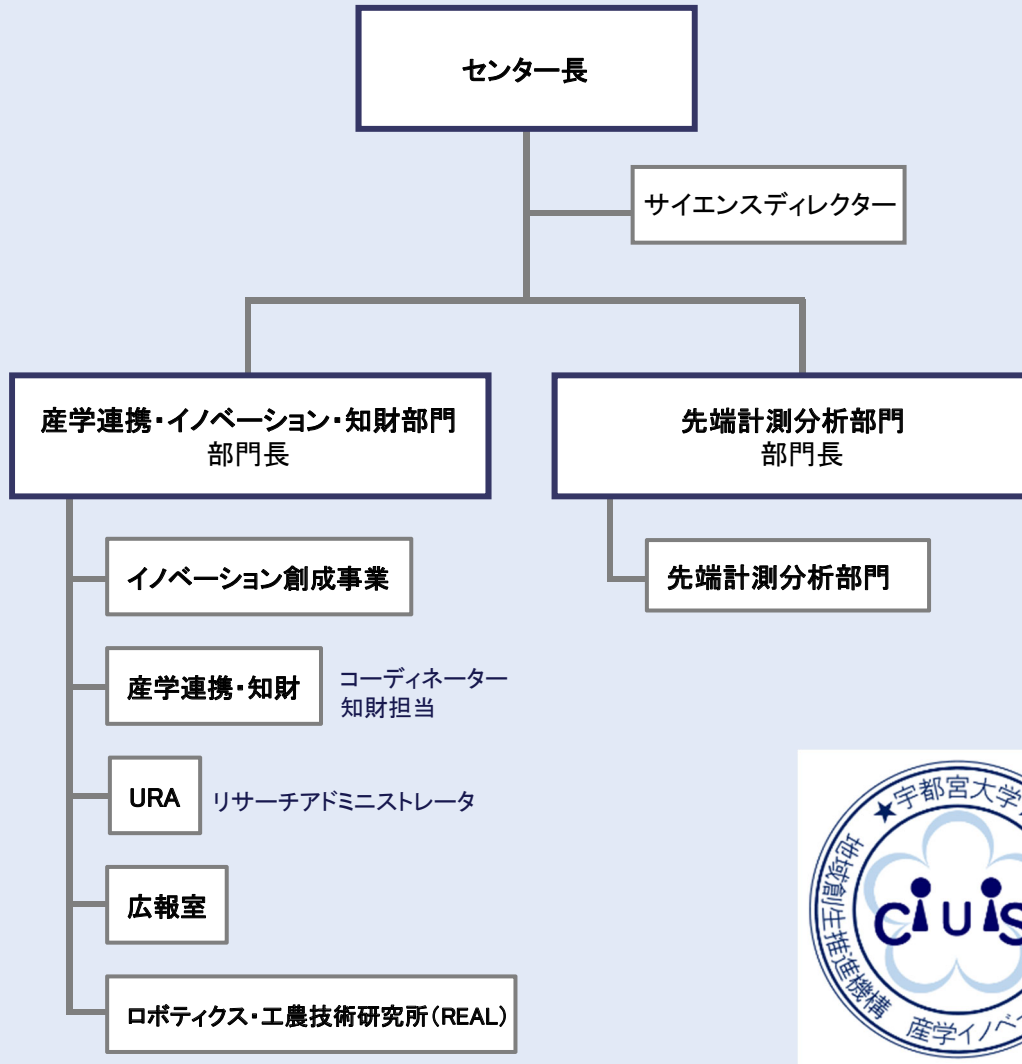 センター長
サイエンスディレクター
産学連携・イノベーション・知財部門
部門長
先端計測分析部門
部門長
イノベーション創成事業
先端計測分析部門
産学連携・知財
コーディネーター
知財担当
URA
リサーチアドミニストレータ
広報室
ロボティクス・工農技術研究所(REAL)
★宇都宮大学
地域創生推進機構
産学イノベ
CiUiS